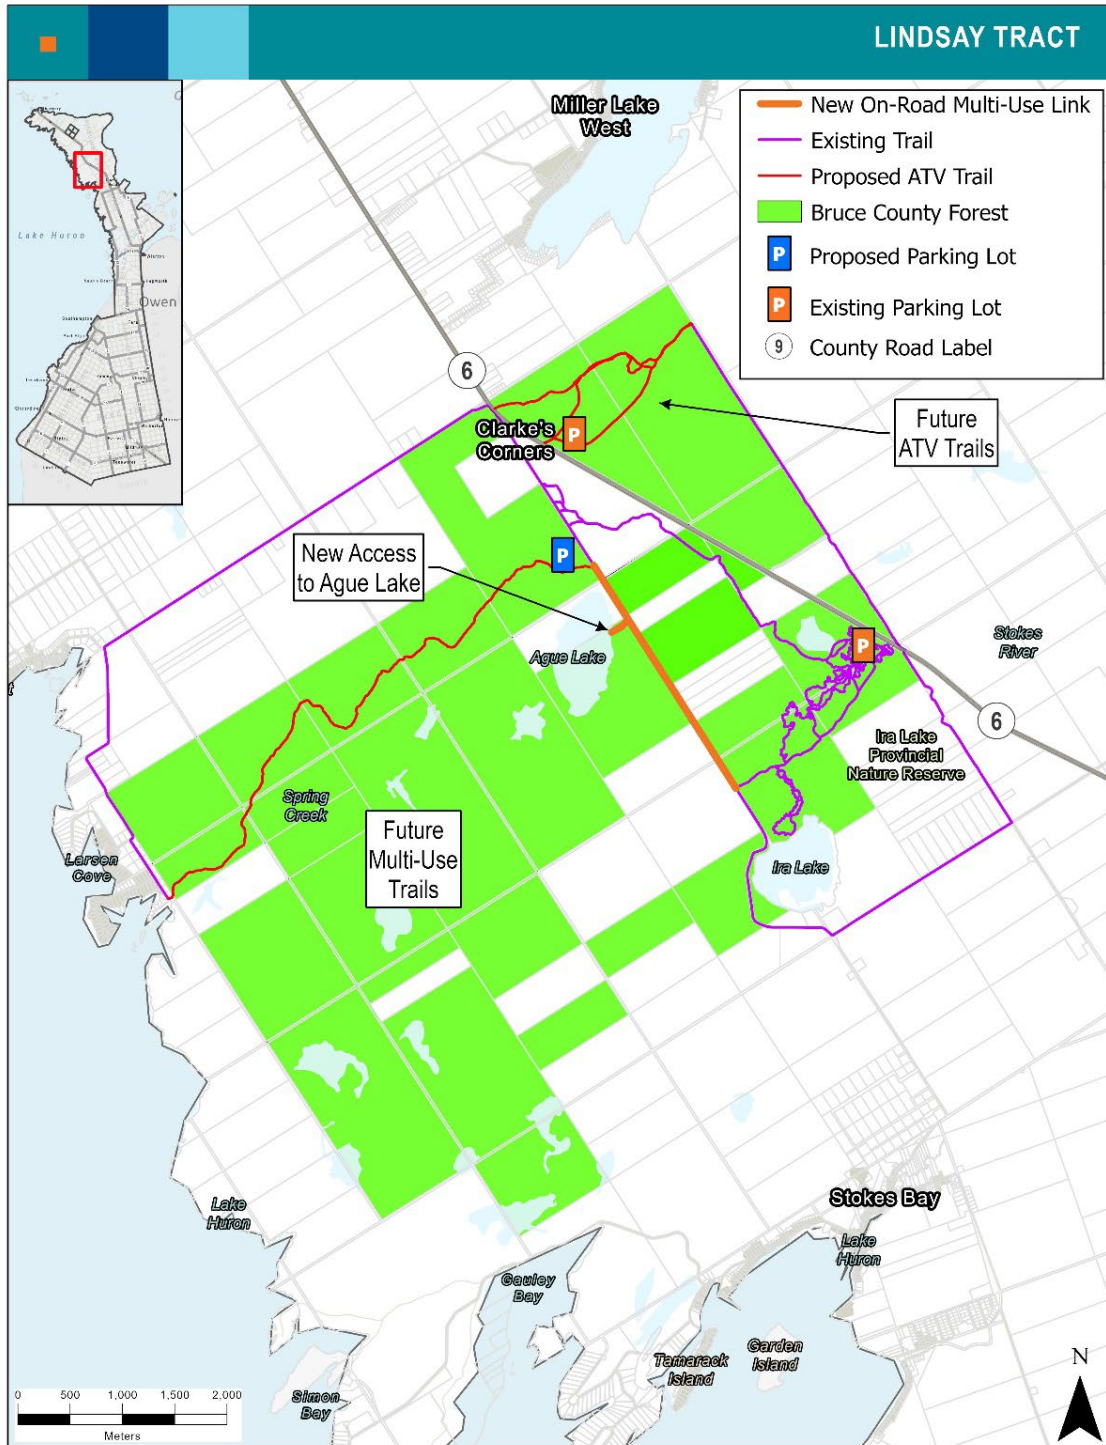 LINDSAY TRACT
Lake Huron
Owen
Miller Lake
West
New On-Road Multi-Use Link
Existing Trail
Proposed ATV Trail
Bruce County Forest
P
Proposed Parking Lot
P
Existing Parking Lot
9
County Road Label
6
Clarke's
Corners
P
Future
ATV Trails
New Access
to Ague Lake
P
Ague Lake
P
Stokes
River
6
Ira Lake
Provincial
Nature Reserve
Spring
Creek
Future
Multi-Use
Trails
Larsen
Cove
Ira Lake
Stokes Bay
Lake
Huron
Lake
Huron
Gauley
Bay
Tamarack
Island
Garden
Island
Simon
Bay
N
0 500 1,000 1,500 2,000
Meters